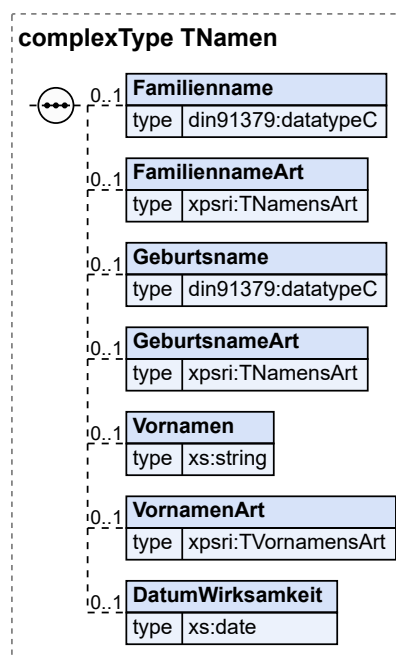 complexType TNamen
0..1 Familienname
type din91379:datatypeC
0..1 FamiliennameArt
type xpsri:TNamensArt
0..1 Geburtsname
type din91379:datatypeC
0..1 GeburtsnameArt
type xpsri:TNamensArt
0..1 Vornamen
type xs:string
0..1 VornamenArt
type xpsri:TVornamensArt
0..1 DatumWirksamkeit
type xs:date